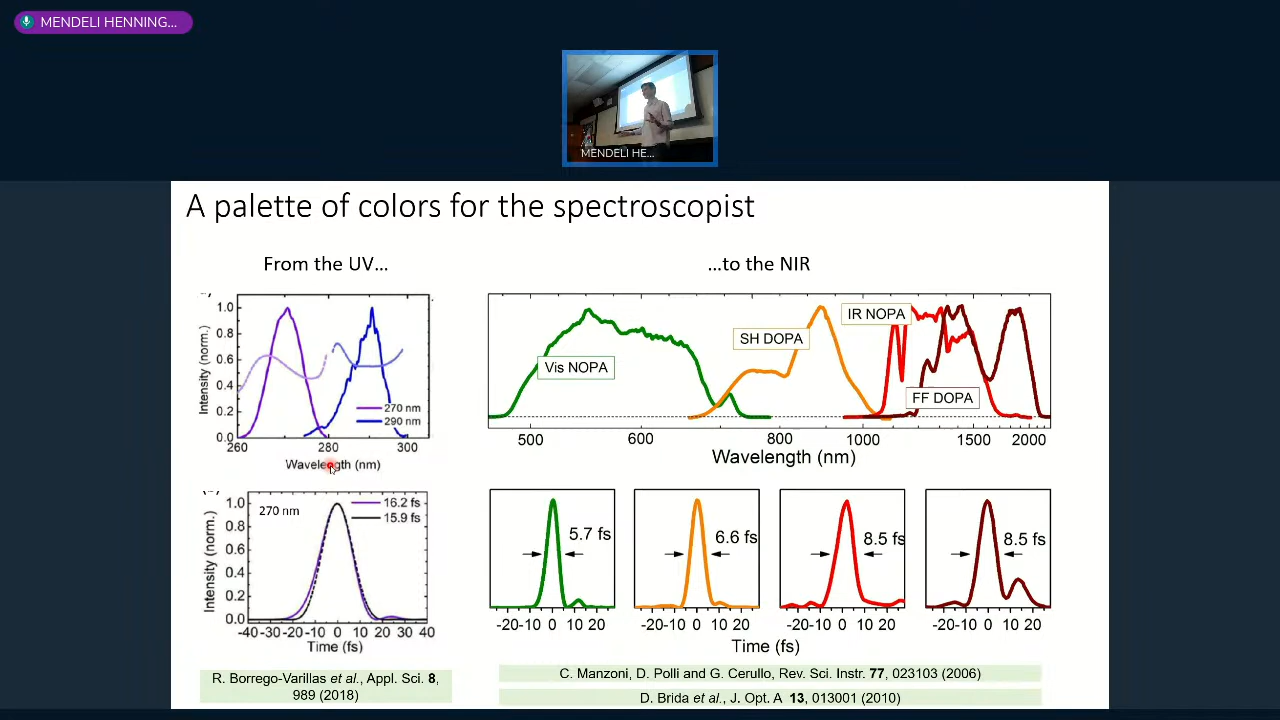 MENDELI HENNING...
MENDELI HE...
A palette of colors for the spectroscopist
From the UV...
...to the NIR
Intensity (norm.)
1.0
0.8
0.6
0.4
0.2
0.0
270 nm
290 nm
260 280 300
Wavelength (nm)
Vis NOPA
SH DOPA
IR NOPA
FF DOPA
500 600 800 1000 1500 2000
Wavelength (nm)
Intensity (norm.)
1.0
0.8
0.6
0.4
0.2
0.0
270 nm
16.2 fs
15.9 fs
-40 -30 -20 -10 0 10 20 30 40
Time (fs)
5.7 fs
6.6 fs
8.5 fs
8.5 fs
-20 -10 0 10 20
-20 -10 0 10 20
-20 -10 0 10 20
-20 -10 0 10 20
Time (fs)
R. Borrego-Varillas et al., Appl. Sci. 8,
989 (2018)
C. Manzoni, D. Polli and G. Cerullo, Rev. Sci. Instr. 77, 023103 (2006)
D. Brida et al., J. Opt. A 13, 013001 (2010)